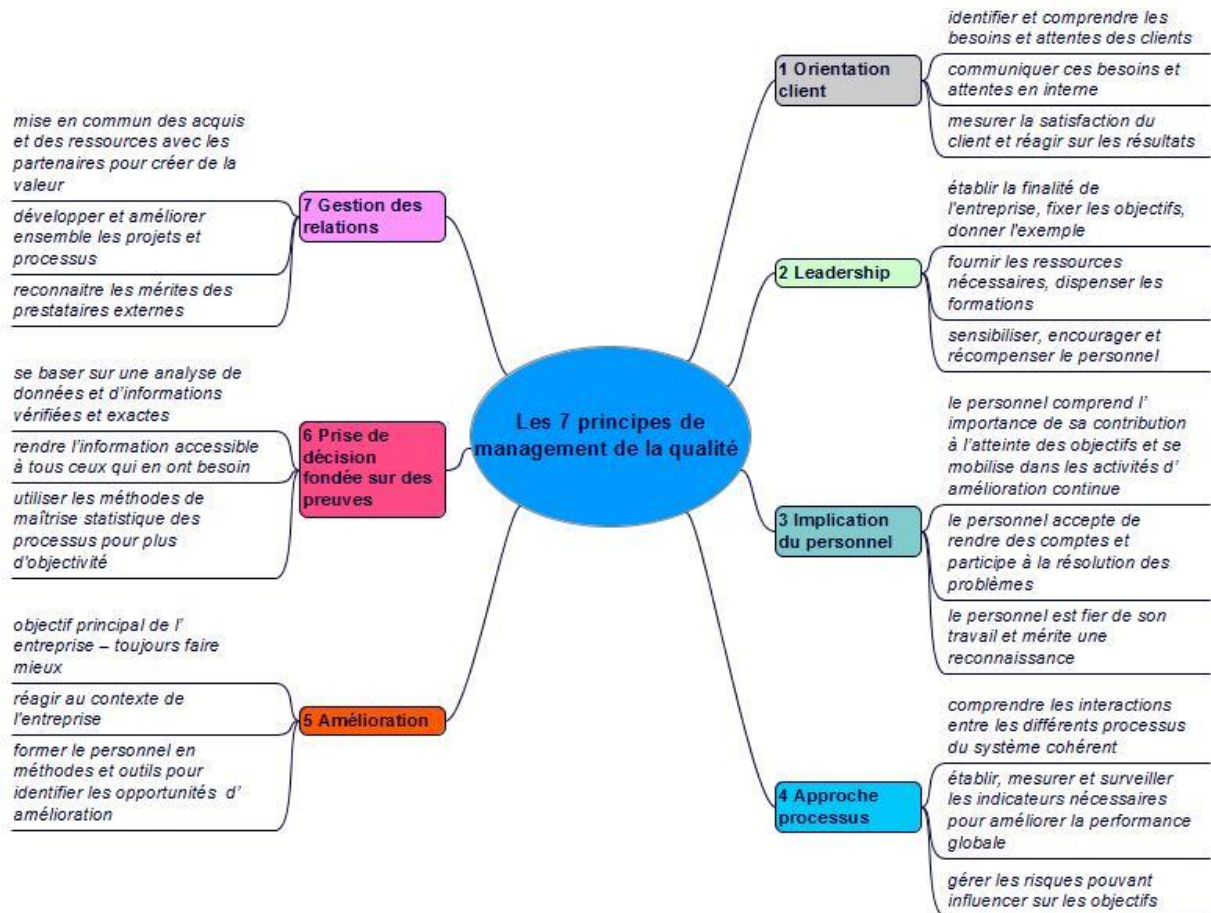 Les 7 principes de
management de la qualité
1 Orientation
client
identifier et comprendre les
besoins et attentes des clients
communiquer ces besoins et
attentes en interne
mesurer la satisfaction du
client et réagir sur les résultats
2 Leadership
établir la finalité de
l'entreprise, fixer les objectifs,
donner l'exemple
fournir les ressources
nécessaires, dispenser les
formations
sensibiliser, encourager et
récompenser le personnel
3 Implication
du personnel
le personnel comprend l’
importance de sa contribution
à l’atteinte des objectifs et se
mobilise dans les activités d’
amélioration continue
le personnel accepte de
rendre des comptes et
participe à la résolution des
problèmes
le personnel est fier de son
travail et mérite une
reconnaissance
4 Approche
processus
comprendre les interactions
entre les différents processus
du système cohérent
établir, mesurer et surveiller
les indicateurs nécessaires
pour améliorer la performance
globale
gérer les risques pouvant
influencer sur les objectifs
5 Amélioration
objectif principal de l’
entreprise – toujours faire
mieux
réagir au contexte de
l’entreprise
former le personnel en
méthodes et outils pour
identifier les opportunités d’
amélioration
6 Prise de
décision
fondée sur des
preuves
se baser sur une analyse de
données et d’informations
vérifiées et exactes
rendre l’information accessible
à tous ceux qui en ont besoin
utiliser les méthodes de
maîtrise statistique des
processus pour plus
d'objectivité
7 Gestion des
relations
mise en commun des acquis
et des ressources avec les
partenaires pour créer de la
valeur
développer et améliorer
ensemble les projets et
processus
reconnaitre les mérites des
prestataires externes